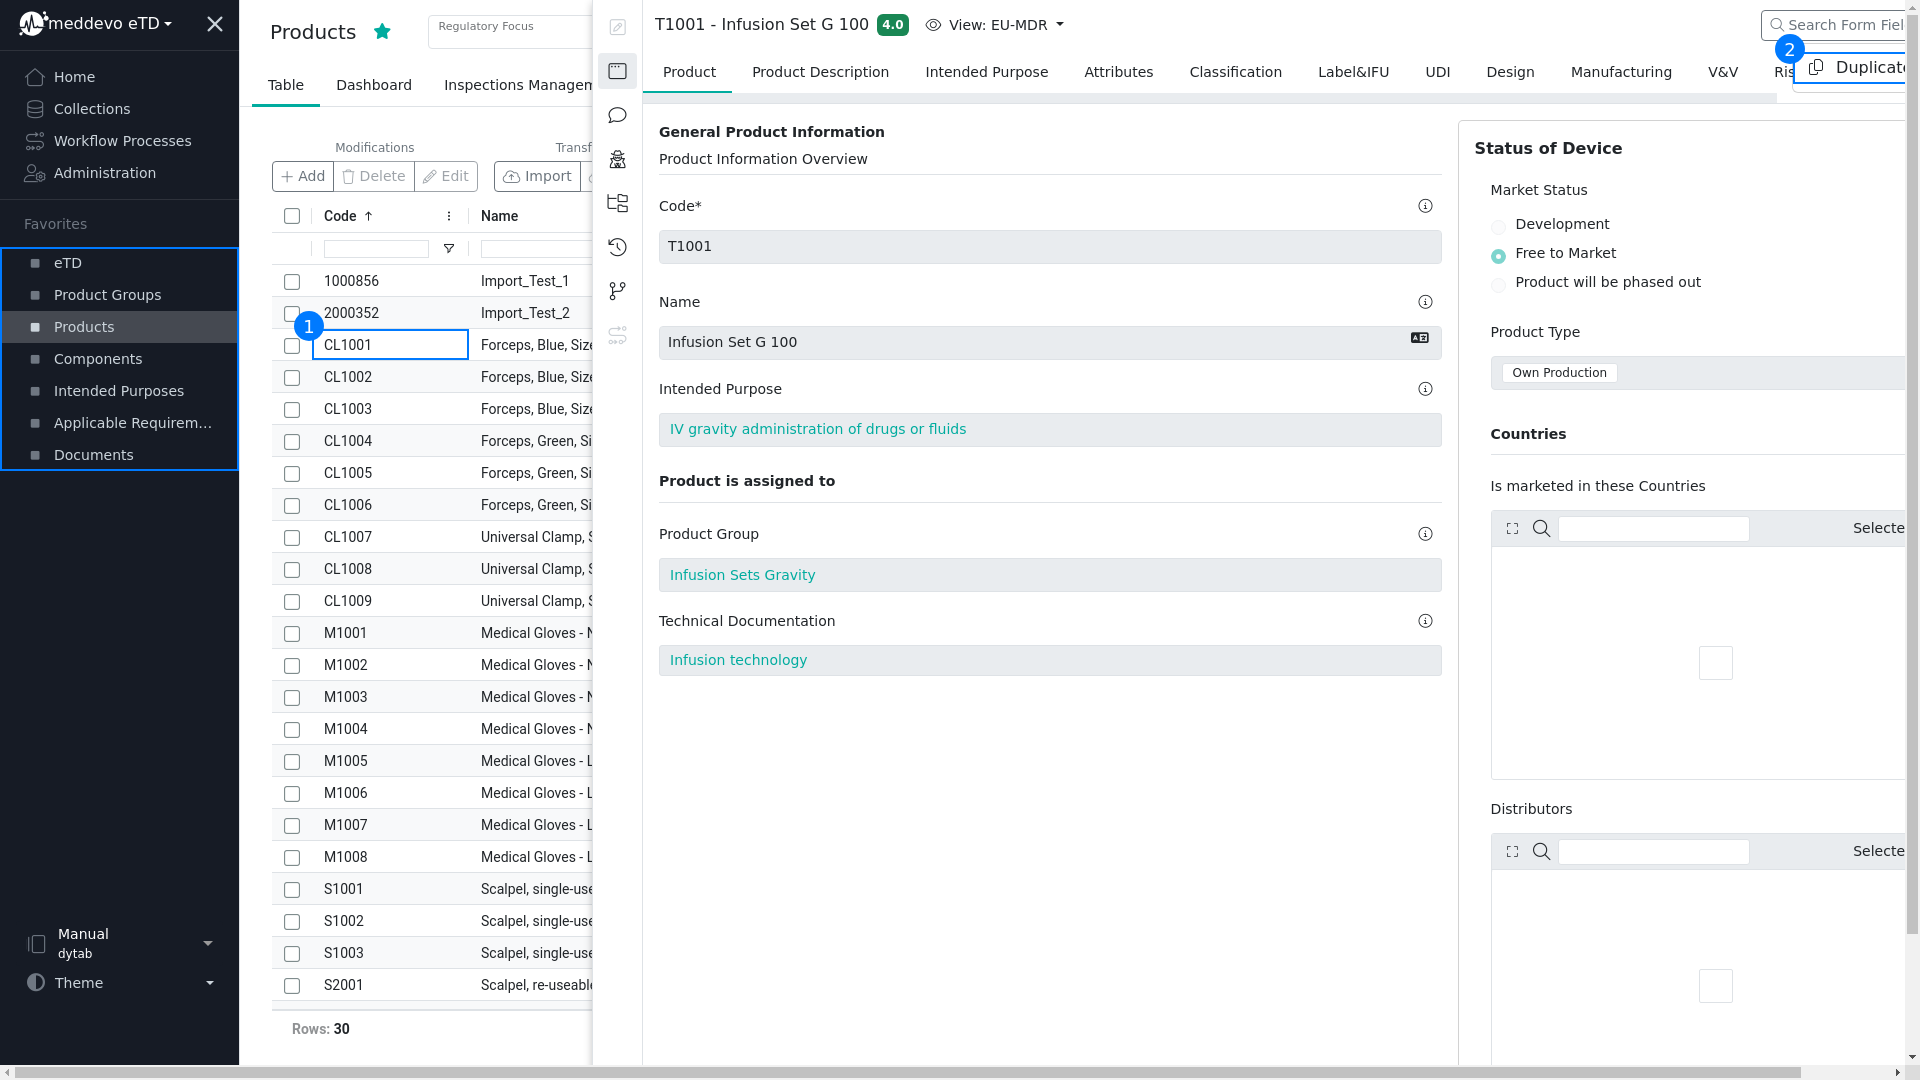 meddevo eTD
Home
Collections
Workflow Processes
Administration
Favorites
eTD
Product Groups
Products
Components
Intended Purposes
Applicable Requirem...
Documents
Manual
dytab
Theme
Products
Regulatory Focus
Table
Dashboard
Inspections Managem
Modifications
Transf
Add
Delete
Edit
Import
Code ↑
Name
1000856 Import_Test_1
2000352 Import_Test_2
1
CL1001 Forceps, Blue, Size
CL1002 Forceps, Blue, Size
CL1003 Forceps, Blue, Size
CL1004 Forceps, Green, Si
CL1005 Forceps, Green, Si
CL1006 Forceps, Green, Si
CL1007 Universal Clamp, S
CL1008 Universal Clamp, S
CL1009 Universal Clamp, S
M1001 Medical Gloves - N
M1002 Medical Gloves - N
M1003 Medical Gloves - N
M1004 Medical Gloves - N
M1005 Medical Gloves - L
M1006 Medical Gloves - L
M1007 Medical Gloves - L
M1008 Medical Gloves - L
S1001 Scalpel, single-use
S1002 Scalpel, single-use
S1003 Scalpel, single-use
S2001 Scalpel, re-useable
Rows: 30
T1001 - Infusion Set G 100 4.0 View: EU-MDR
Search Form Fiel
2
Duplicate
Product Product Description Intended Purpose Attributes Classification Label&IFU UDI Design Manufacturing V&V Ris
General Product Information
Product Information Overview
Code*
T1001
Name
Infusion Set G 100
Intended Purpose
IV gravity administration of drugs or fluids
Product is assigned to
Product Group
Infusion Sets Gravity
Technical Documentation
Infusion technology
Status of Device
Market Status
Development
Free to Market
Product will be phased out
Product Type
Own Production
Countries
Is marketed in these Countries
Selecte
Distributors
Selecte